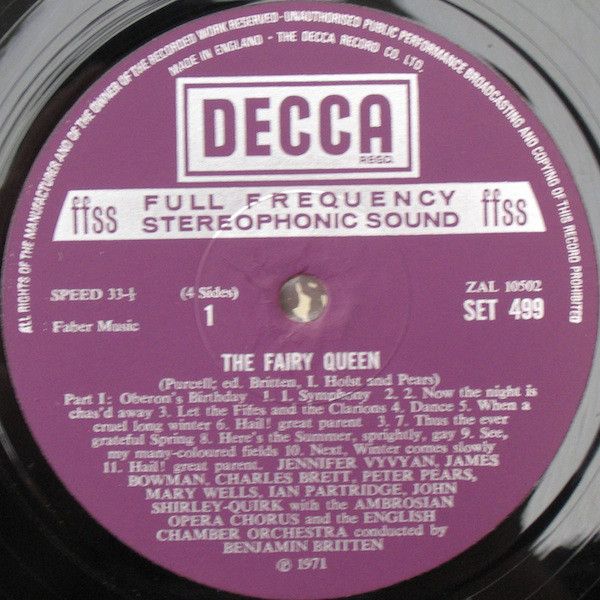 ALL RIGHTS OF THE MANUFACTURER AND OF THE OWNER OF THE RECORDED WORK RESERVED-UNAUTHORISED PUBLIC PERFORMANCE BROADCASTING AND COPYING OF THIS RECORD PROHIBITED
MADE IN ENGLAND - THE DECCA RECORD CO. LTD.
DECCA
REGD.
ffss FULL FREQUENCY ffss
STEREOPHONIC SOUND
SPEED 33⅓ (4 Sides) ZAL 10502
1 SET 499
Faber Music
THE FAIRY QUEEN
(Purcell; ed. Britten, I. Holst and Pears)
Part I: Oberon's Birthday 1. 1. Symphony 2. 2. Now the night is
chas'd away 3. Let the Fifes and the Clarions 4. Dance 5. When a
cruel long winter 6. Hail! great parent 3. 7. Thus the ever
grateful Spring 8. Here's the Summer, sprightly, gay 9. See,
my many-coloured fields 10. Next, Winter comes slowly
11. Hail! great parent. JENNIFER VYVYAN, JAMES
BOWMAN, CHARLES BRETT, PETER PEARS,
MARY WELLS, IAN PARTRIDGE, JOHN
SHIRLEY-QUIRK with the AMBROSIAN
OPERA CHORUS and the ENGLISH
CHAMBER ORCHESTRA conducted by
BENJAMIN BRITTEN
Ⓟ 1971